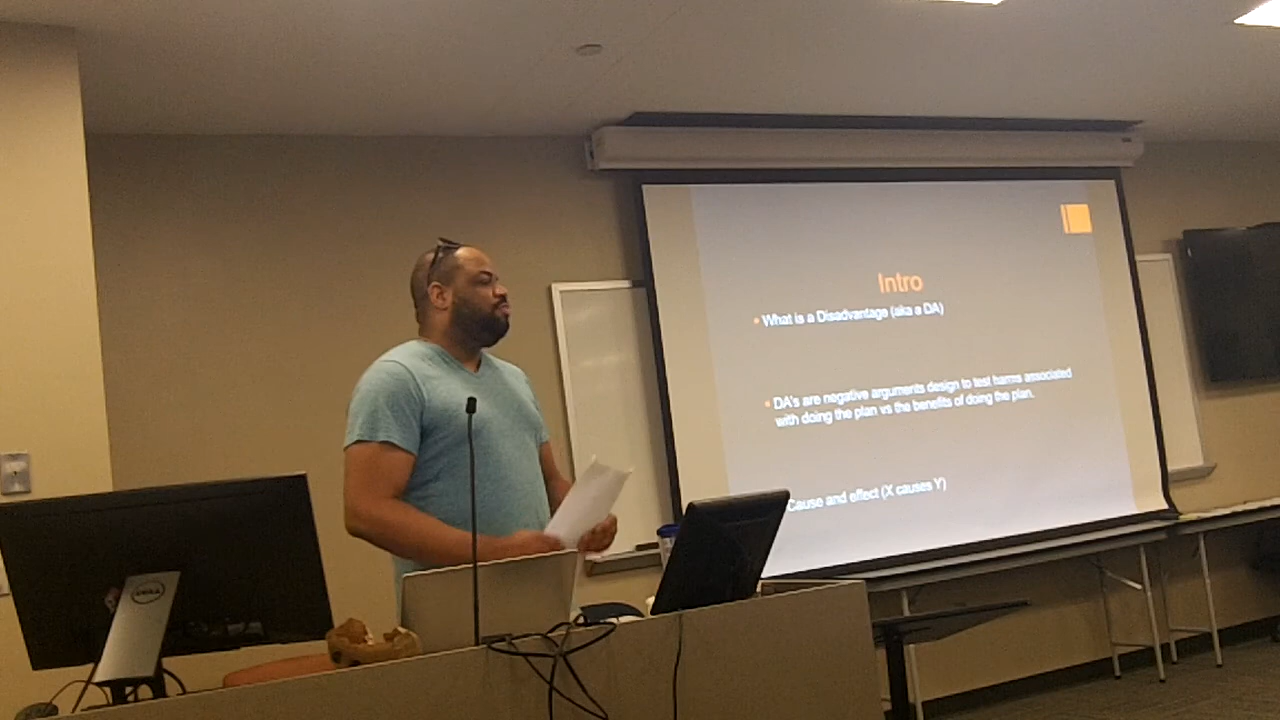 Intro
What is a Disadvantage (aka a DA)
DA's are negative arguments design to test harms associated
with doing the plan vs the benefits of doing the plan.
Cause and effect (X causes Y)
DELL